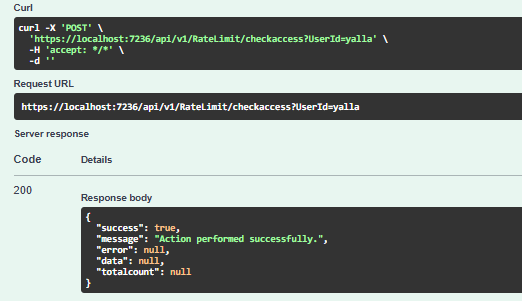 Curl
curl -X 'POST' \
'https://localhost:7236/api/v1/RateLimit/checkaccess?UserId=yalla' \
-H 'accept: */*' \
-d ''
Request URL
https://localhost:7236/api/v1/RateLimit/checkaccess?UserId=yalla
Server response
Code Details
200
Response body
{
"success": true,
"message": "Action performed successfully.",
"error": null,
"data": null,
"totalcount": null
}